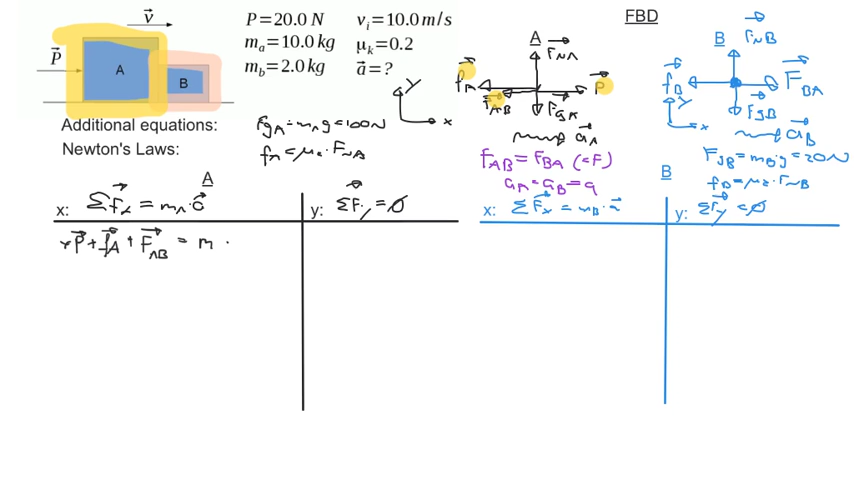 FBD
v
P
A
B
P=20.0 N
v_i=10.0 m/s
m_a=10.0 kg
μ_k=0.2
m_b=2.0 kg
a=?
Y
x
Additional equations:
F_gA = m_A g = 100N
Newton's Laws:
f_A = μ_k · F_NA
A
F_NA
f_A
P
F_AB
F_gA
a_A
F_AB = F_BA (=F)
a_A = a_B = a
B
F_NB
f_B
F_BA
F_gB
Y
x
a_B
F_gB = m_B · g = 20N
f_B = μ_k · F_NB
A
x: ΣF_x = m_A · a
y: ΣF_y = 0
+P + f_A + F_AB = m ·
B
x: ΣF_x = m_B · a
y: ΣF_y = 0